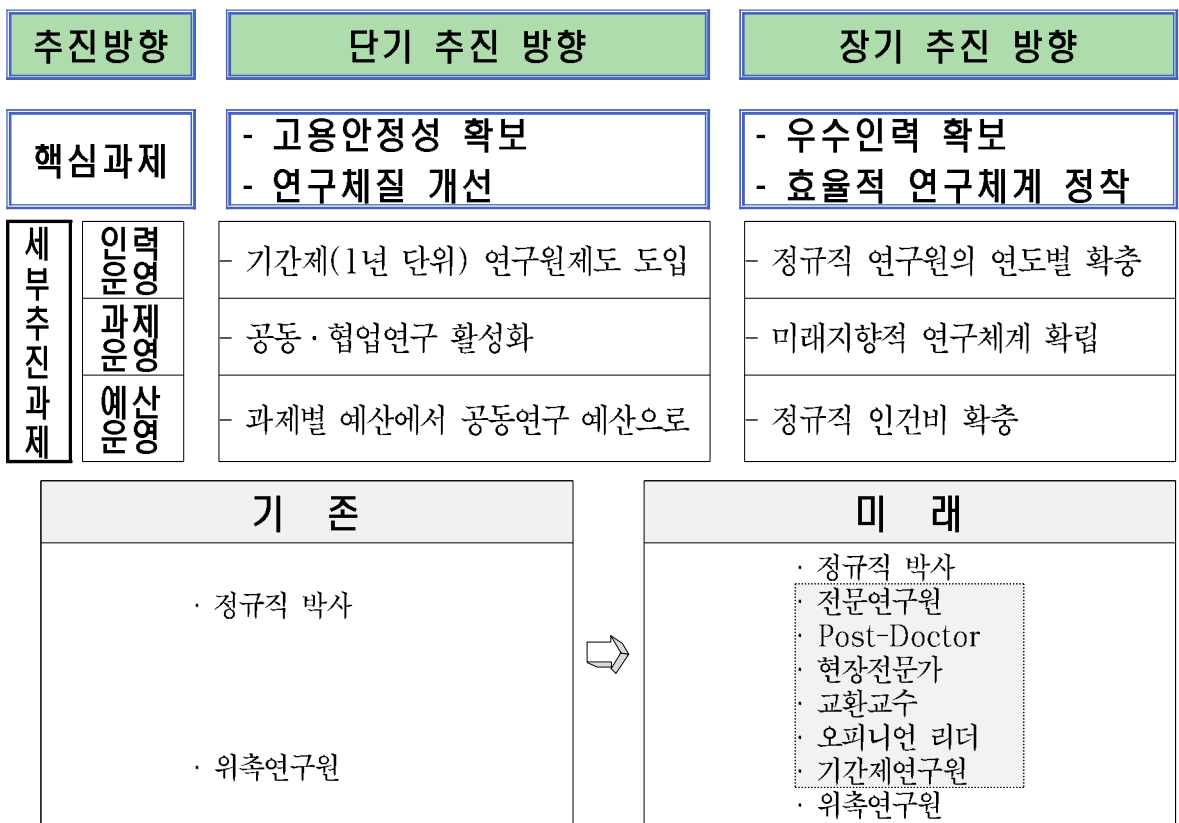 추진방향
단기 추진 방향
장기 추진 방향
핵심과제
- 고용안정성 확보
- 연구체질 개선
- 우수인력 확보
- 효율적 연구체계 정착
세부추진과제
인력
운영
- 기간제(1년 단위) 연구원제도 도입
- 정규직 연구원의 연도별 확충
과제
운영
- 공동·협업연구 활성화
- 미래지향적 연구체계 확립
예산
운영
- 과제별 예산에서 공동연구 예산으로
- 정규직 인건비 확충
기 존
· 정규직 박사
· 위촉연구원
미 래
· 정규직 박사
· 전문연구원
· Post-Doctor
· 현장전문가
· 교환교수
· 오피니언 리더
· 기간제연구원
· 위촉연구원